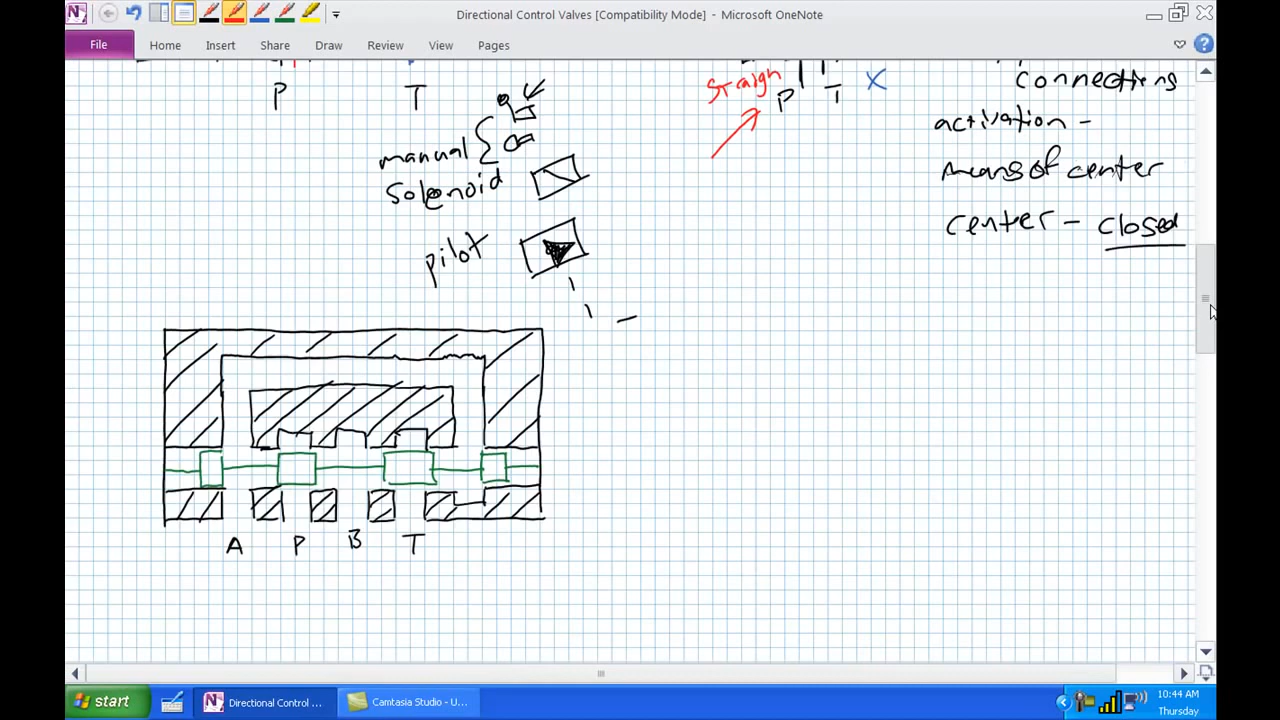 Directional Control Valves [Compatibility Mode] - Microsoft OneNote
File Home Insert Share Draw Review View Pages
P T
Straigh
P T X
connections
activation -
means of center
center - closed
manual
Solenoid
pilot
A P B T
start
Directional Control ...
Camtasia Studio - U...
10:44 AM
Thursday